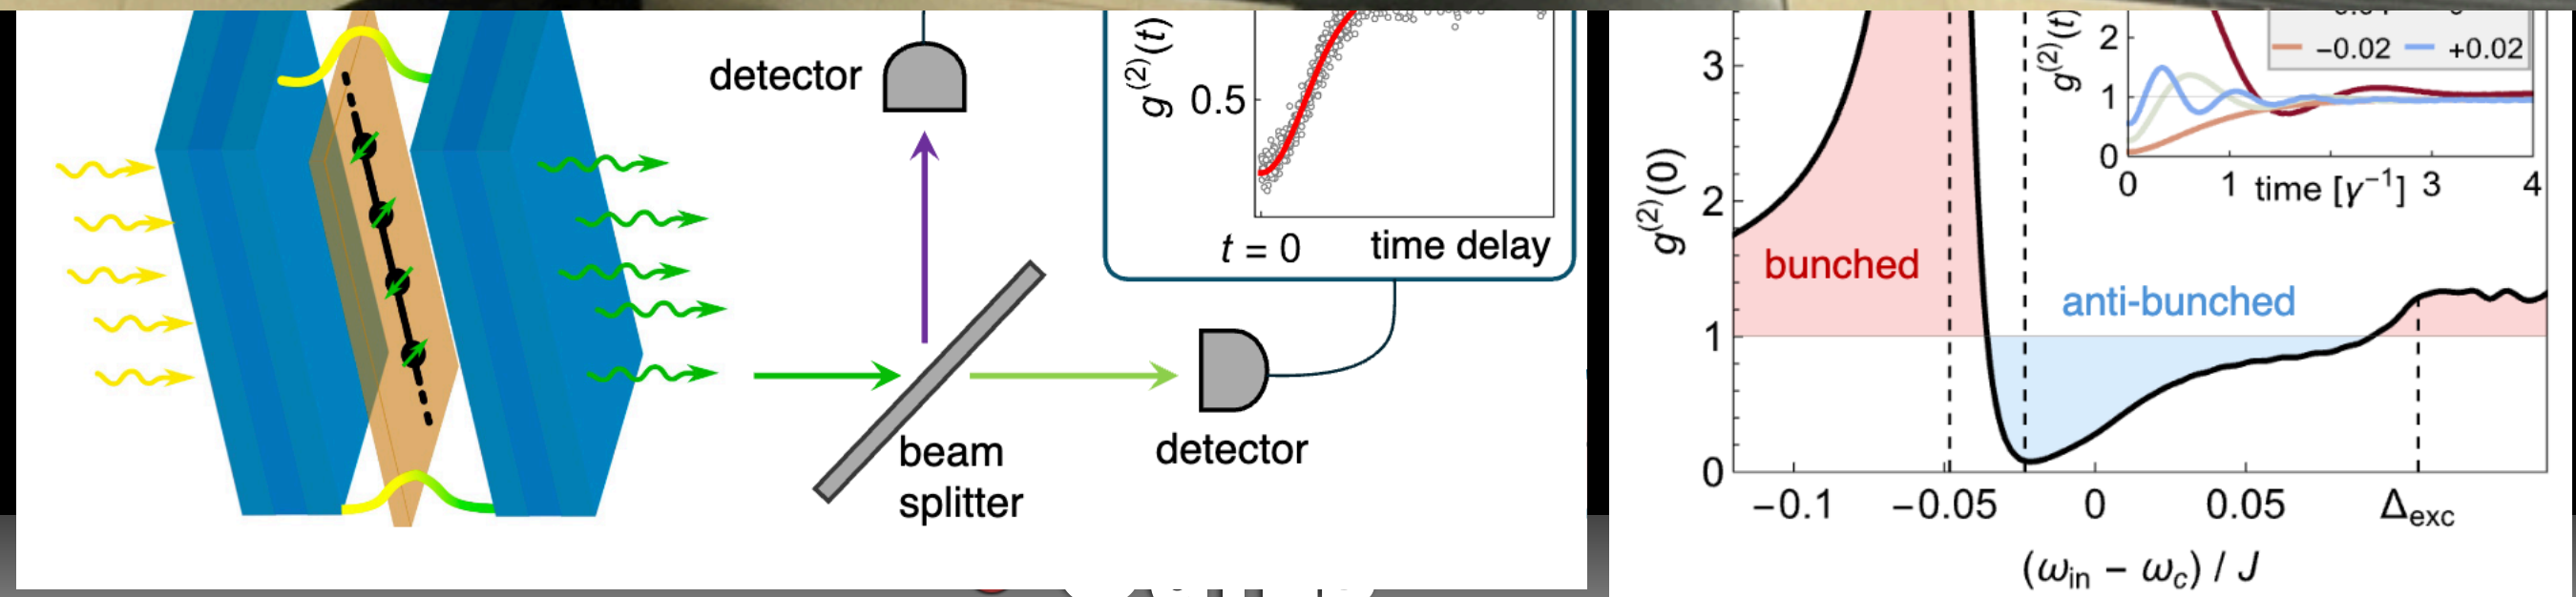 detector
g⁽²⁾(t)
0.5
t = 0
time delay
beam
splitter
detector
g⁽²⁾(0)
3
2
1
0
bunched
anti-bunched
−0.1
−0.05
0
0.05
Δexc
(ωin − ωc) / J
g⁽²⁾(t)
2
1
0
−0.02
+0.02
0
1
time [γ⁻¹]
3
4